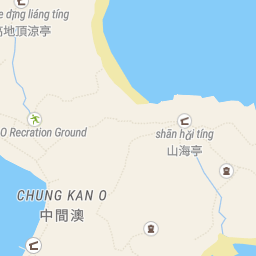 dǝng liáng tíng
地頂涼亭
O Recration Ground
shān hǎi tíng
山海亭
CHUNG KAN O
中間澳